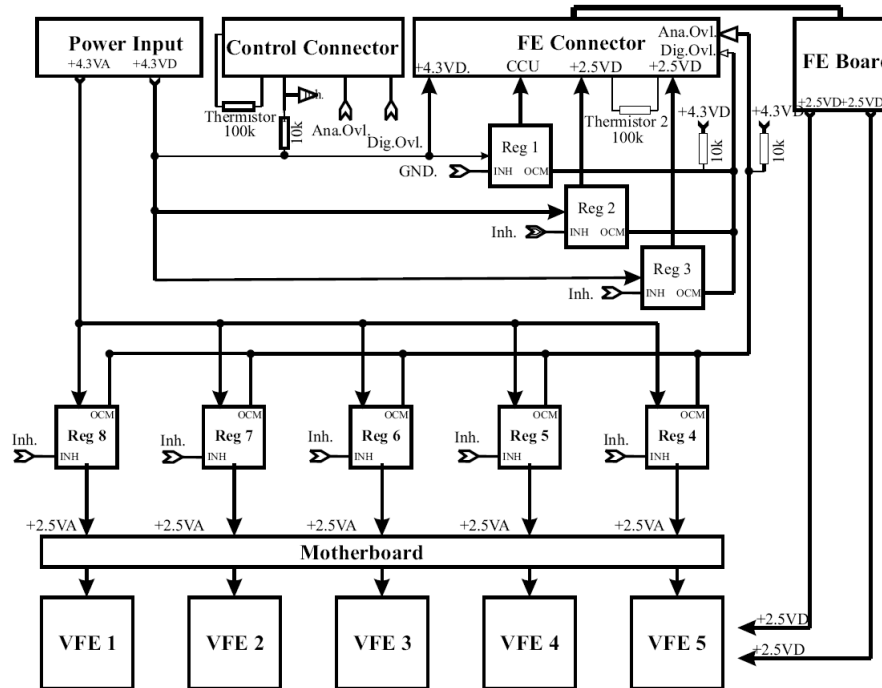 Power Input
+4.3VA +4.3VD
Control Connector
Thermistor
100k
10k
Inh.
Ana.Ovl.
Dig.Ovl.
FE Connector
Ana.Ovl.
Dig.Ovl.
+4.3VD. CCU +2.5VD +2.5VD
Thermistor 2
100k
+4.3VD +4.3VD
10k
10k
FE Board
+2.5VD +2.5VD
GND.
Reg 1
INH OCM
Inh.
Reg 2
INH OCM
Inh.
Reg 3
INH OCM
OCM OCM OCM OCM OCM
Inh. Reg 8 Inh. Reg 7 Inh. Reg 6 Inh. Reg 5 Inh. Reg 4
INH INH INH INH INH
+2.5VA +2.5VA +2.5VA +2.5VA +2.5VA
Motherboard
VFE 1 VFE 2 VFE 3 VFE 4 VFE 5
+2.5VD
+2.5VD